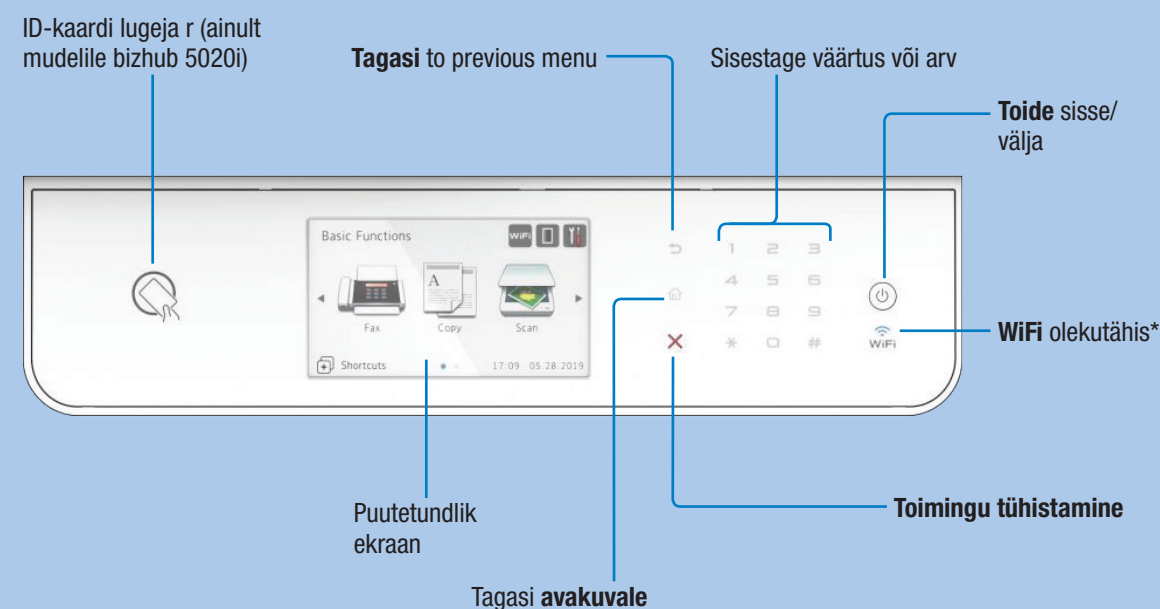 ID-kaardi lugeja r (ainult
mudelile bizhub 5020i)
Tagasi to previous menu
Sisestage väärtus või arv
Toide sisse/
välja
Basic Functions
WiFi
Fax
A
Copy
Scan
Shortcuts
17:09 05.28.2019
1 2 3
4 5 6
7 8 9
* 0 #
WiFi
WiFi olekutähis*
Toimingu tühistamine
Puutetundlik
ekraan
Tagasi avakuvale